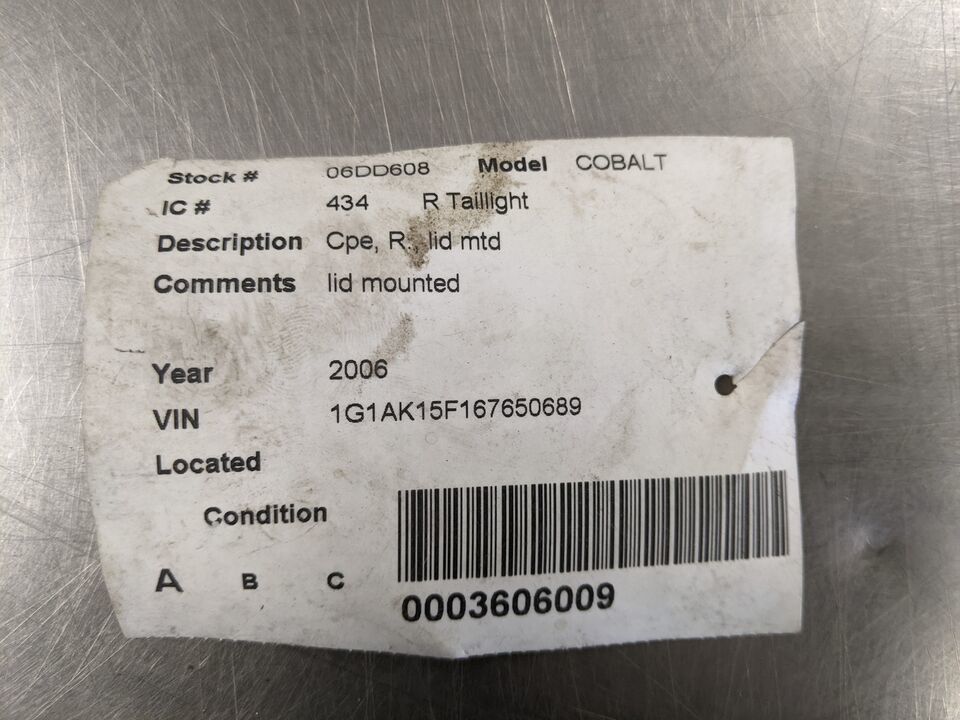 Stock # 06DD608 Model COBALT
IC # 434 R Taillight
Description Cpe, R., lid mtd
Comments lid mounted
Year 2006
VIN 1G1AK15F167650689
Located
Condition
A B C
0003606009